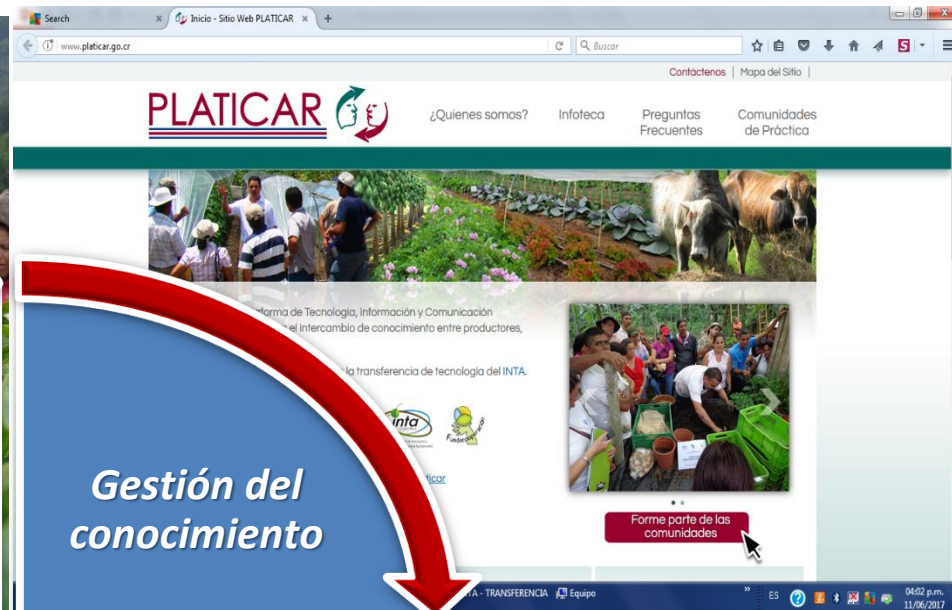 Search
Inicio - Sitio Web PLATICAR
www.platicar.go.cr
Buscar
Contáctenos | Mapa del Sitio |
PLATICAR
¿Quienes somos?
Infoteca
Preguntas
Frecuentes
Comunidades
de Práctica
de Tecnología, Información y Comunicación
el intercambio de conocimiento entre productores,
la transferencia de tecnología del INTA.
inta
Fundecooperación
Gestión del
conocimiento
Forme parte de las
comunidades
- TRANSFERENCIA
Equipo
ES
04:02 p.m.
11/06/2017